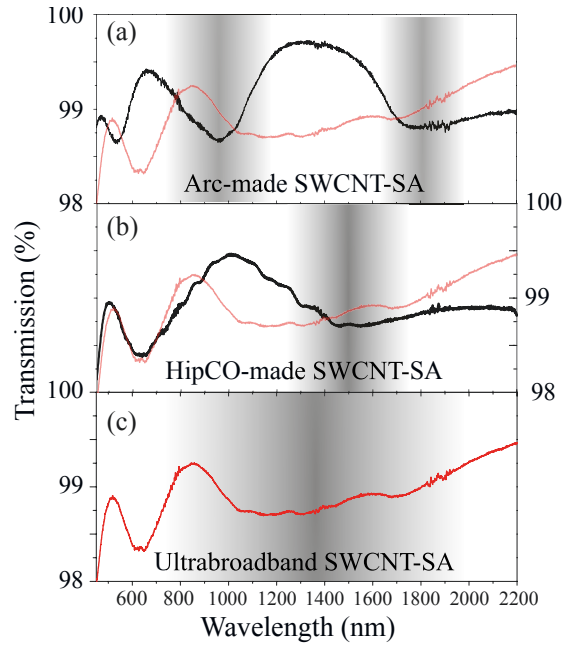 100
(a)
99
Arc-made SWCNT-SA
98
100
(b)
99
HipCO-made SWCNT-SA
100
98
(c)
99
Ultrabroadband SWCNT-SA
98
600 800 1000 1200 1400 1600 1800 2000 2200
Wavelength (nm)
Transmission (%)